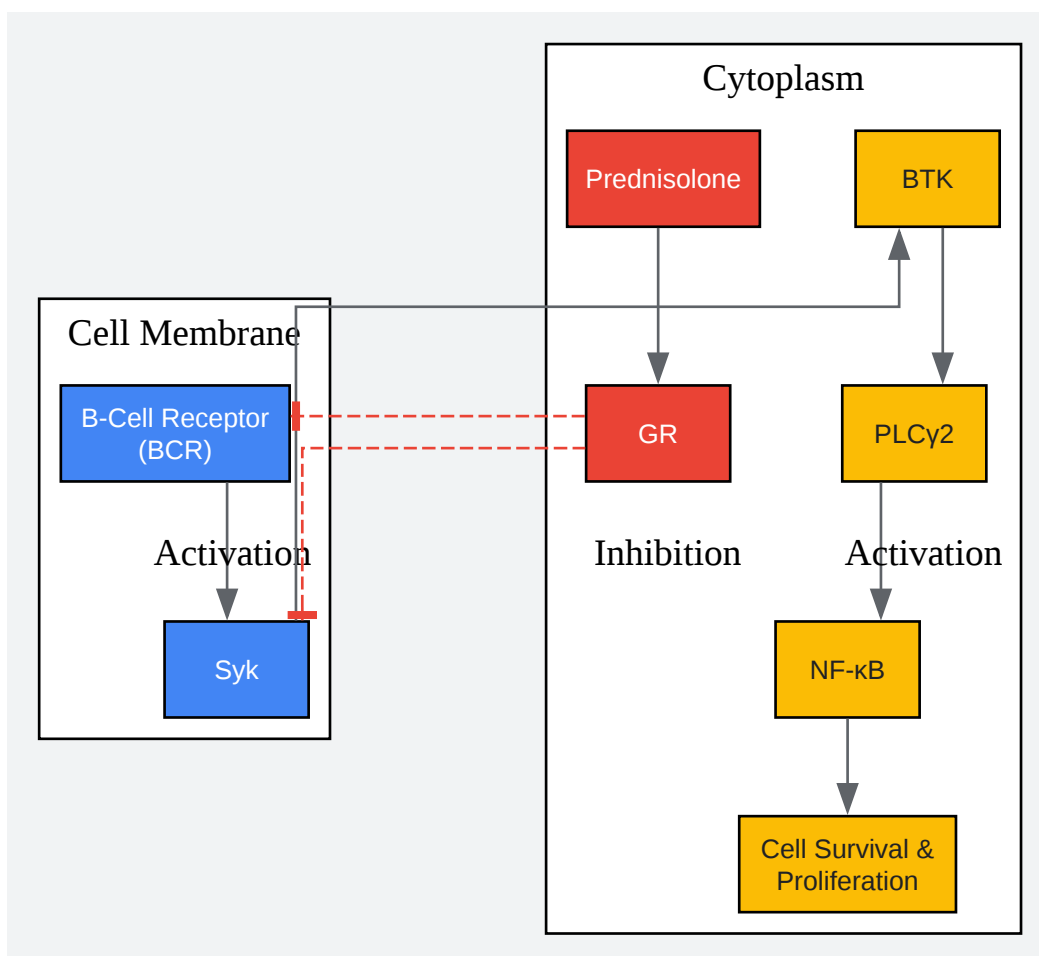 Cytoplasm
Prednisolone
BTK
Cell Membrane
B-Cell Receptor
(BCR)
GR
PLCγ2
Activation
Inhibition
Activation
Syk
NF-κB
Cell Survival &
Proliferation